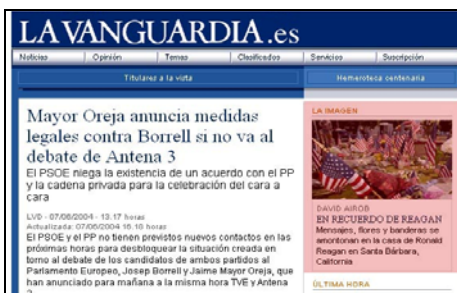 LA VANGUARDIA.es
Noticias Opinión Temas Clasificados Servicios Suscripción
Titulares a la vista
Hemeroteca centenaria
Mayor Oreja anuncia medidas
legales contra Borrell si no va al
debate de Antena 3
El PSOE niega la existencia de un acuerdo con el PP
y la cadena privada para la celebración del cara a
cara
LVD - 07/06/2004 - 13.17 horas
Actualizada: 07/06/2004 16:16 horas
El PSOE y el PP no tienen previstos nuevos contactos en las
próximas horas para desbloquear la situación creada en
torno al debate de los candidatos de ambos partidos al
Parlamento Europeo, Josep Borrell y Jaime Mayor Oreja, que
han anunciado para mañana a la misma hora TVE y Antena
LA IMAGEN
DAVID AIROB
EN RECUERDO DE REAGAN
Mensajes, flores y banderas se
amontonan en la casa de Ronald
Reagan en Santa Bárbara,
California
ÚLTIMA HORA